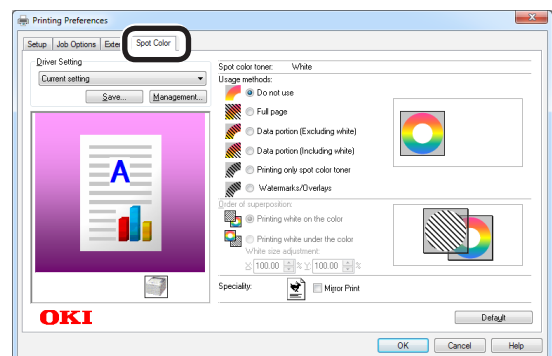 Printing Preferences
Setup Job Options Exten Spot Color
Driver Setting
Current setting
Save... Management...
A
OKI
Spot color toner: White
Usage methods:
Do not use
Full page
Data portion (Excluding white)
Data portion (Including white)
Printing only spot color toner
Watermarks/Overlays
Order of superposition:
Printing white on the color
Printing white under the color
White size adjustment:
X 100.00 % Y 100.00 %
Speciality: Mirror Print
Default
OK Cancel Help